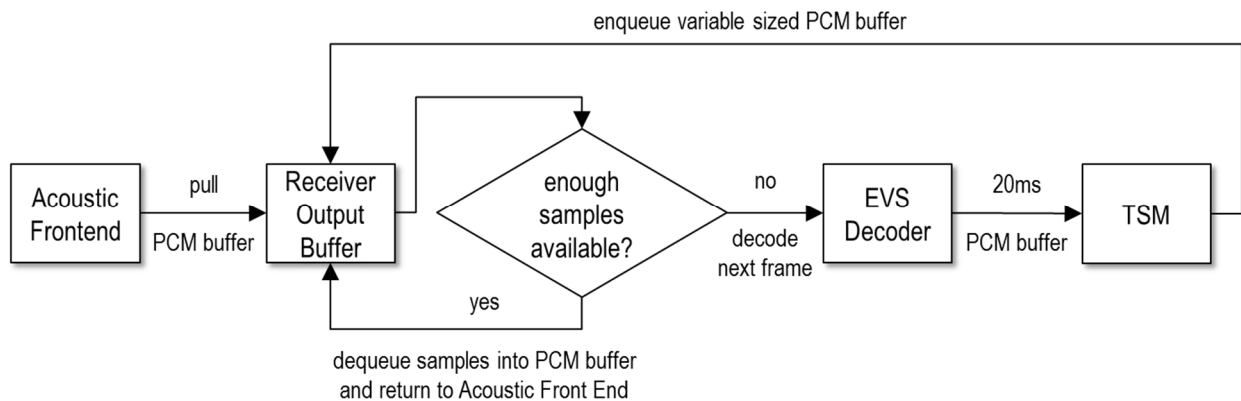 enqueue variable sized PCM buffer
Acoustic
Frontend
pull
PCM buffer
Receiver
Output
Buffer
enough
samples
available?
no
decode
next frame
EVS
Decoder
20ms
PCM buffer
TSM
yes
dequeue samples into PCM buffer
and return to Acoustic Front End